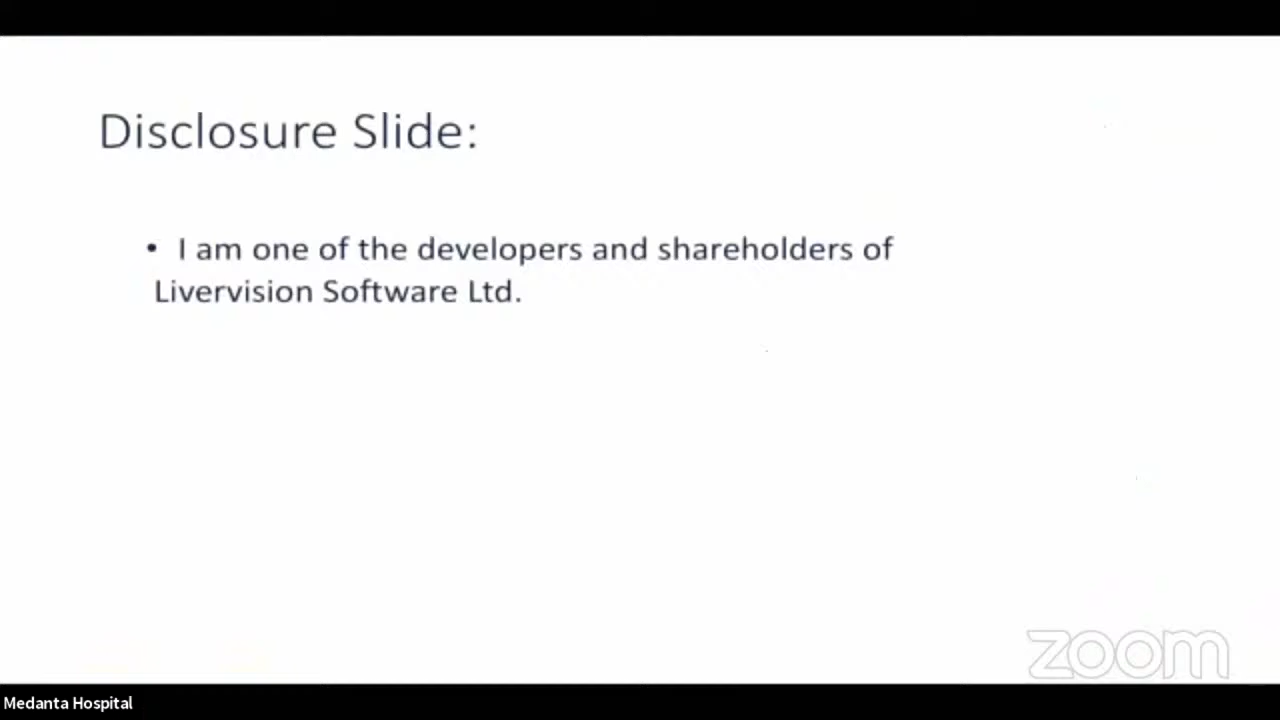 Disclosure Slide:
• I am one of the developers and shareholders of
Livervision Software Ltd.
zoom
Medanta Hospital